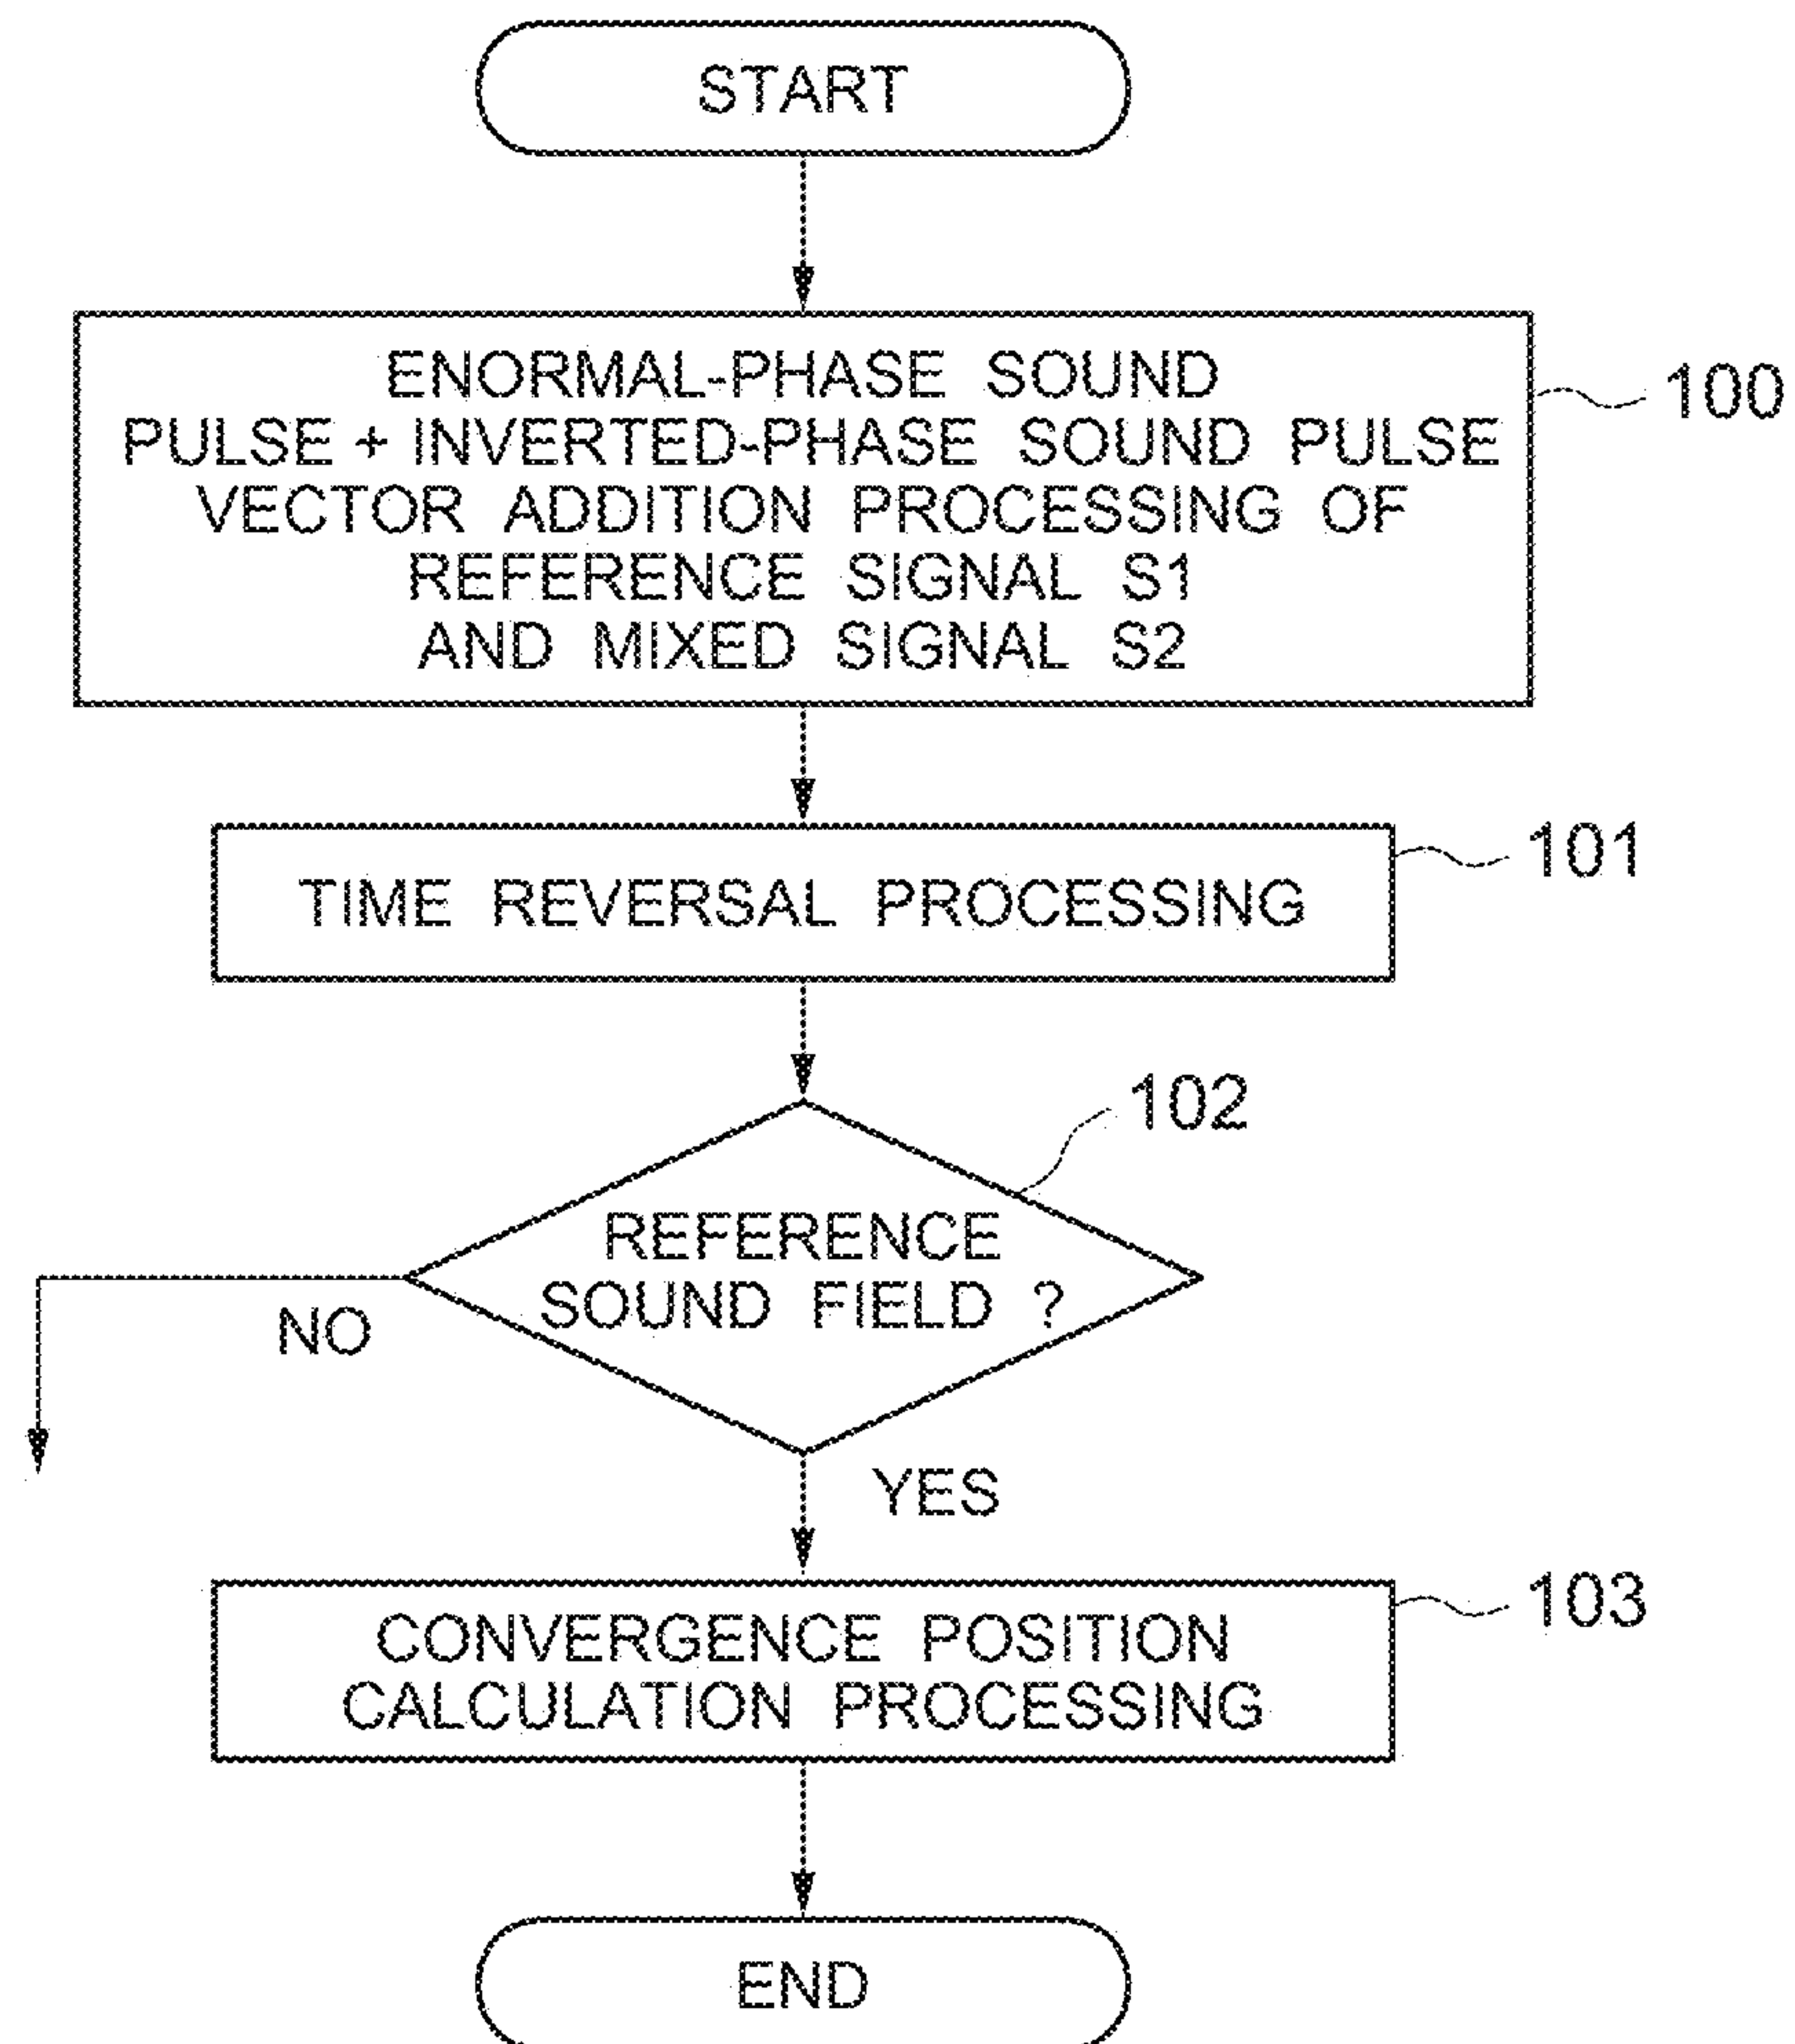 START
ENORMAL-PHASE SOUND
PULSE + INVERTED-PHASE SOUND PULSE
VECTOR ADDITION PROCESSING OF
REFERENCE SIGNAL S1
AND MIXED SIGNAL S2
100
TIME REVERSAL PROCESSING
101
102
REFERENCE
SOUND FIELD ?
NO
YES
CONVERGENCE POSITION
CALCULATION PROCESSING
103
END